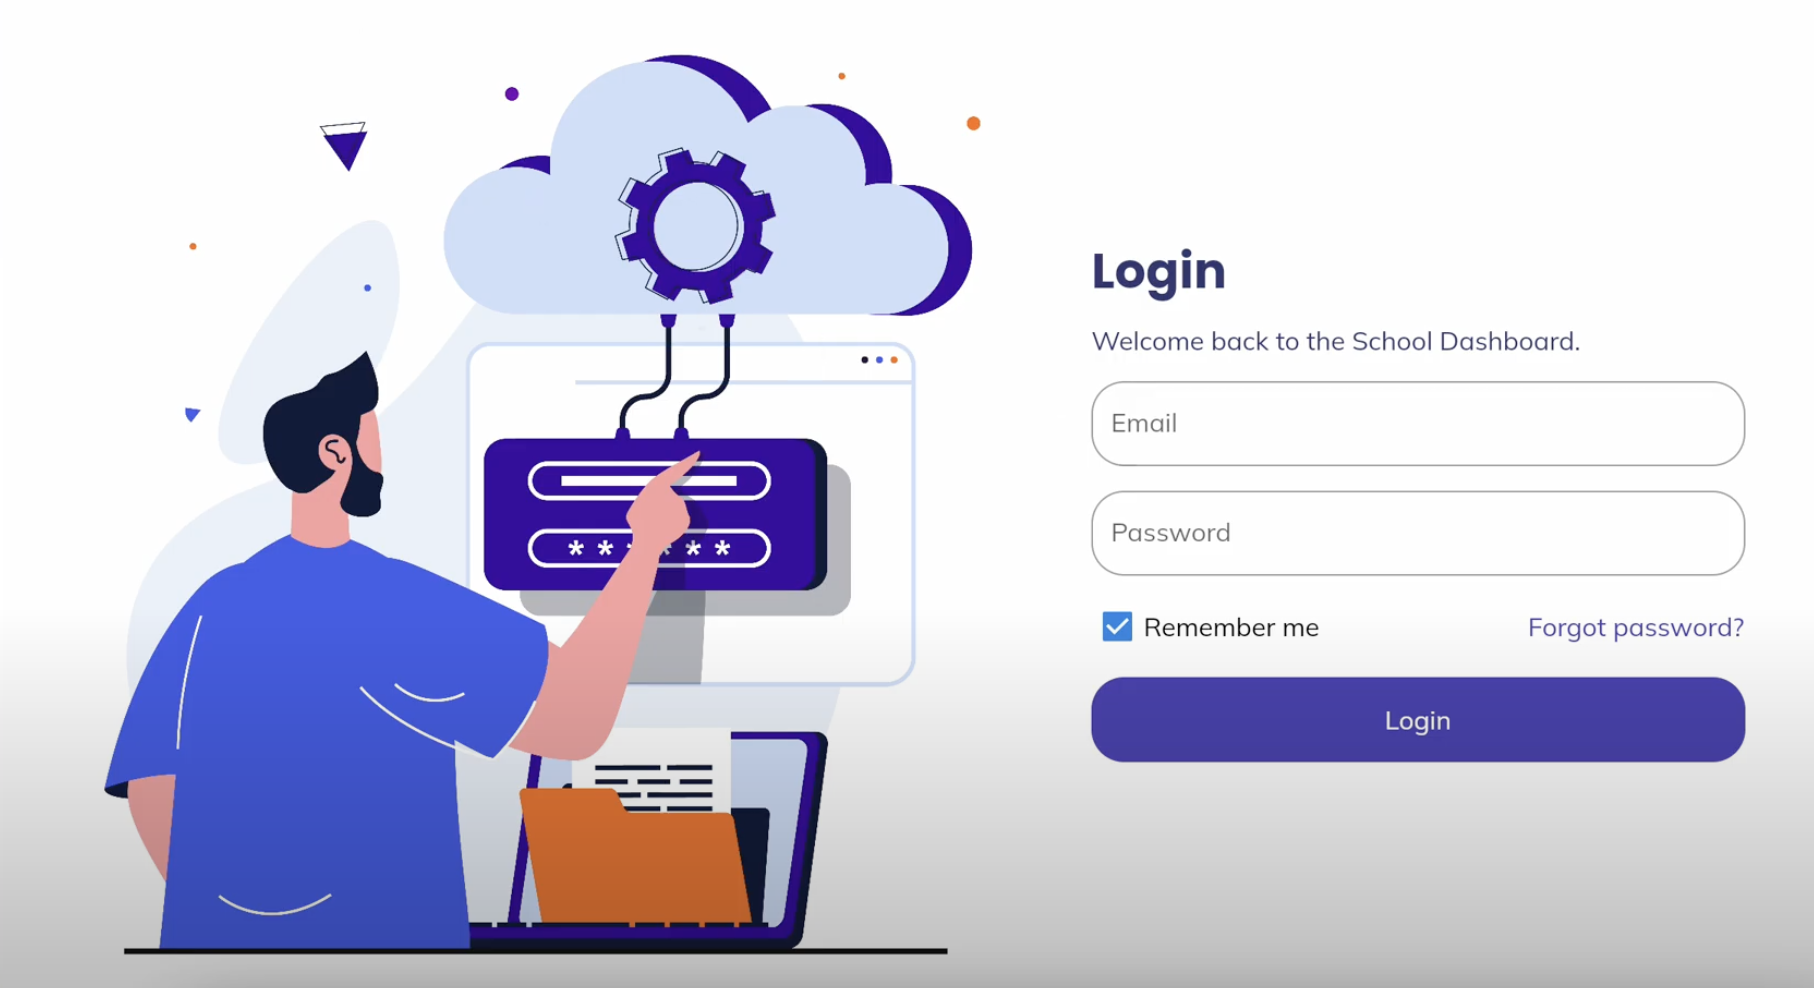 Login
Welcome back to the School Dashboard.
Email
Password
Remember me
Forgot password?
Login
******